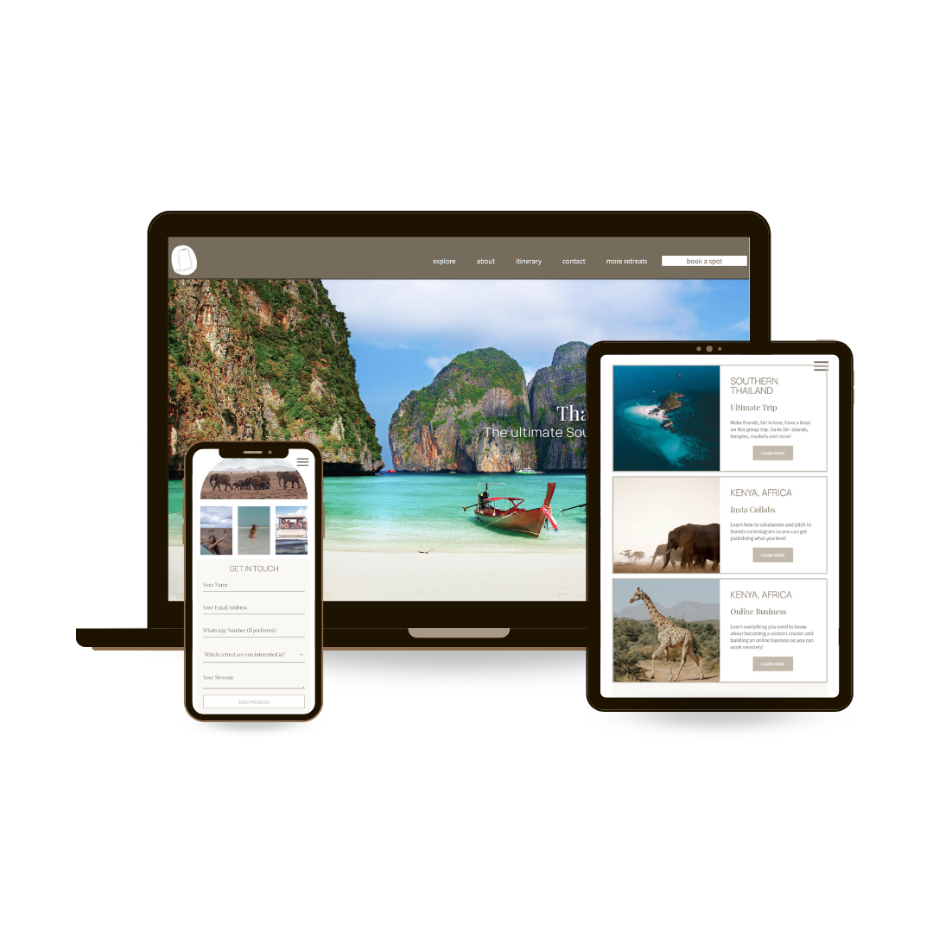 explore about itinerary contact more retreats book a spot
Tha
The ultimate Sou
GET IN TOUCH
Your Name
Your Email Address
WhatsApp Number (if preferred)
Which retreat are you interested in?
Your Message
SEND MESSAGE
SOUTHERN
THAILAND
Ultimate Trip
Make friends, fall in love, have a blast
on this group trip. Go to 10+ islands,
temples, markets and more!
LEARN MORE
KENYA, AFRICA
Insta Collabs
Learn how to collaborate and pitch to
brands on instagram so you can get
paid doing what you love!
LEARN MORE
KENYA, AFRICA
Online Business
Learn everything you need to know
about becoming a content creator and
building an online business so you can
work remotely!
LEARN MORE